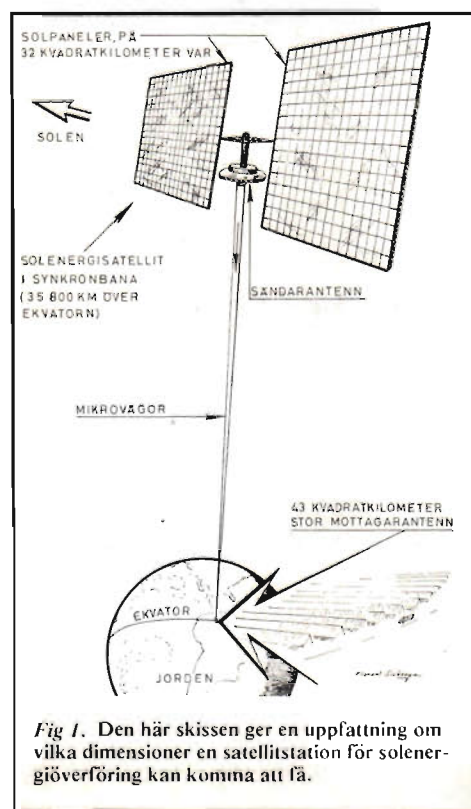 SOLPANELER, PÅ
32 KVADRATKILOMETER VAR
SOLEN
SOLENERGISATELLIT
I SYNKRONBANA
(35 800 KM ÖVER
EKVATORN)
SÄNDARANTENN
MIKROVÅGOR
43 KVADRATKILOMETER
STOR MOTTAGARANTENN
EKVATOR
JORDEN
Fig 1. Den här skissen ger en uppfattning om
vilka dimensioner en satellitstation för solener-
giöverföring kan komma att få.